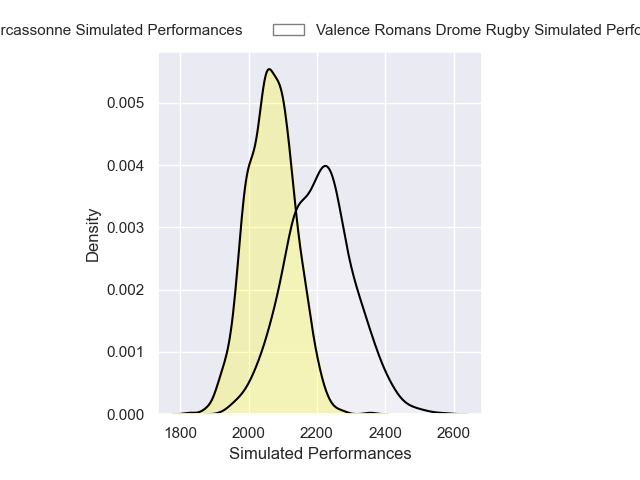 rcassonne Simulated Performances
Valence Romans Drome Rugby Simulated Perfo
0.005
0.004
0.003
0.002
0.001
0.000
Density
1800 2000 2200 2400 2600
Simulated Performances